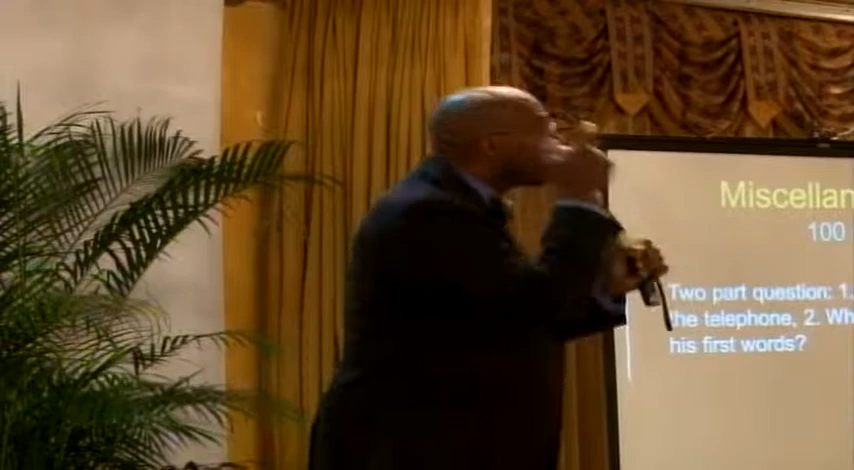 Miscellan
100
Two part question: 1.
the telephone, 2. Wh
his first words?